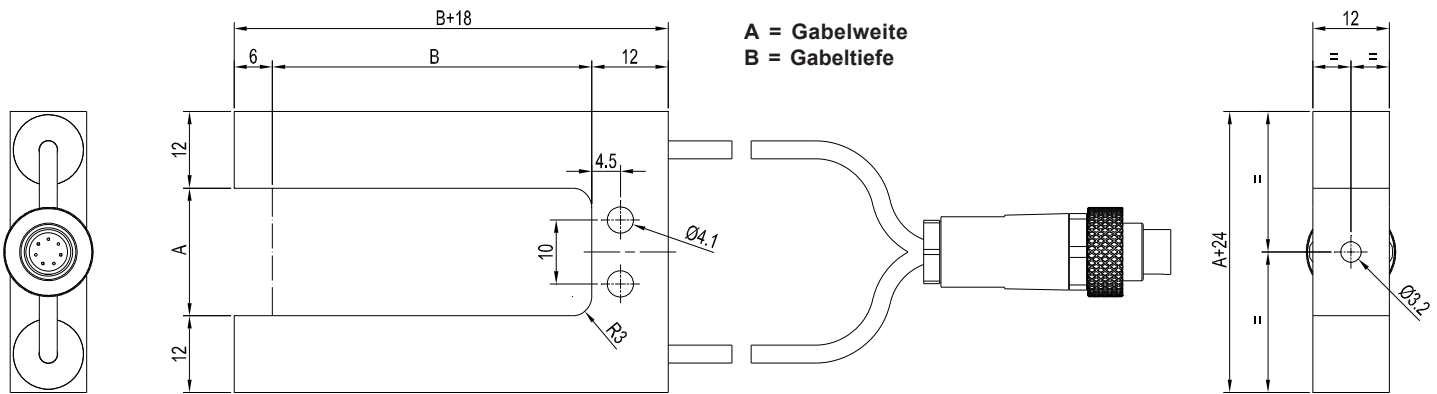 B+18
A = Gabelweite
B = Gabeltiefe
12
6
B
12
=
=
12
4.5
=
A
10
Ø4.1
A+24
Ø3.2
12
R3
=